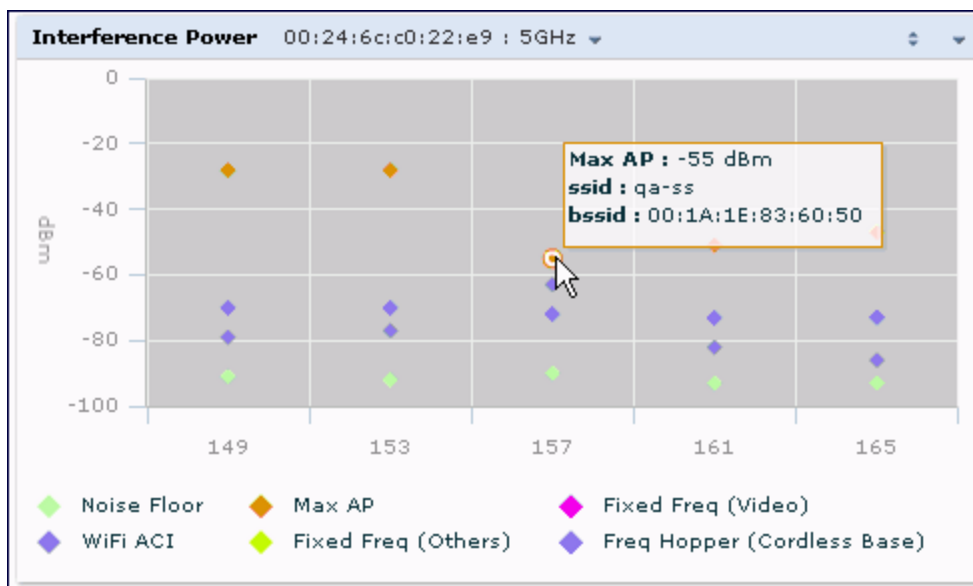 Interference Power 00:24:6c:c0:22:e9 : 5GHz
0
-20
-40
-60
-80
-100
dBm
Max AP : -55 dBm
ssid : qa-ss
bssid : 00:1A:1E:83:60:50
149 153 157 161 165
Noise Floor Max AP Fixed Freq (Video)
WiFi ACI Fixed Freq (Others) Freq Hopper (Cordless Base)